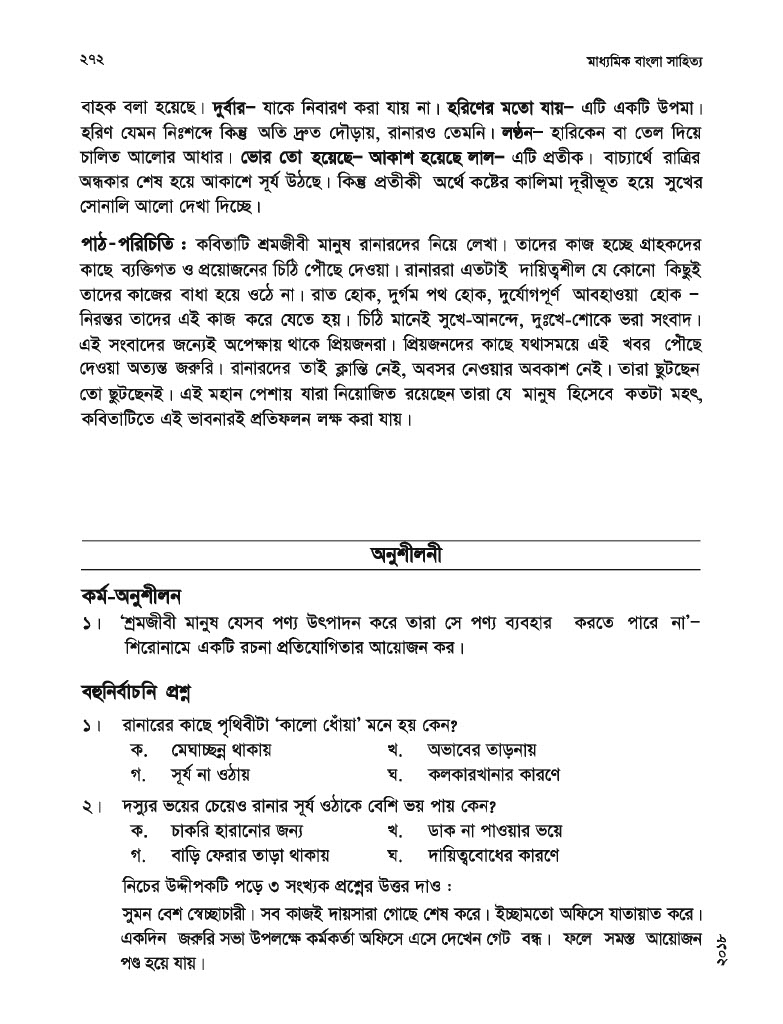 ২৭২ মাধ্যমিক বাংলা সাহিত্য
বাহক বলা হয়েছে। দুর্বার– যাকে নিবারণ করা যায় না। হরিণের মতো যায়– এটি একটি উপমা।
হরিণ যেমন নিঃশব্দে কিন্তু অতি দ্রুত দৌড়ায়, রানারও তেমনি। লণ্ঠন– হারিকেন বা তেল দিয়ে
চালিত আলোর আধার। ভোর তো হয়েছে– আকাশ হয়েছে লাল– এটি প্রতীক। বাচ্যার্থে রাত্রির
অন্ধকার শেষ হয়ে আকাশে সূর্য উঠছে। কিন্তু প্রতীকী অর্থে কষ্টের কালিমা দূরীভূত হয়ে সুখের
সোনালি আলো দেখা দিচ্ছে।
পাঠ-পরিচিতি : কবিতাটি শ্রমজীবী মানুষ রানারদের নিয়ে লেখা। তাদের কাজ হচ্ছে গ্রাহকদের
কাছে ব্যক্তিগত ও প্রয়োজনের চিঠি পৌঁছে দেওয়া। রানাররা এতটাই দায়িত্বশীল যে কোনো কিছুই
তাদের কাজের বাধা হয়ে ওঠে না। রাত হোক, দুর্গম পথ হোক, দুর্যোগপূর্ণ আবহাওয়া হোক –
নিরন্তর তাদের এই কাজ করে যেতে হয়। চিঠি মানেই সুখে-আনন্দে, দুঃখে-শোকে ভরা সংবাদ।
এই সংবাদের জন্যেই অপেক্ষায় থাকে প্রিয়জনরা। প্রিয়জনদের কাছে যথাসময়ে এই খবর পৌঁছে
দেওয়া অত্যন্ত জরুরি। রানারদের তাই ক্লান্তি নেই, অবসর নেওয়ার অবকাশ নেই। তারা ছুটছেন
তো ছুটছেনই। এই মহান পেশায় যারা নিয়োজিত রয়েছেন তারা যে মানুষ হিসেবে কতটা মহৎ,
কবিতাটিতে এই ভাবনারই প্রতিফলন লক্ষ করা যায়।
অনুশীলনী
কর্ম-অনুশীলন
১। ‘শ্রমজীবী মানুষ যেসব পণ্য উৎপাদন করে তারা সে পণ্য ব্যবহার করতে পারে না’–
শিরোনামে একটি রচনা প্রতিযোগিতার আয়োজন কর।
বহুনির্বাচনি প্রশ্ন
১। রানারের কাছে পৃথিবীটা ‘কালো ধোঁয়া’ মনে হয় কেন?
ক. মেঘাচ্ছন্ন থাকায় খ. অভাবের তাড়নায়
গ. সূর্য না ওঠায় ঘ. কলকারখানার কারণে
২। দস্যুর ভয়ের চেয়েও রানার সূর্য ওঠাকে বেশি ভয় পায় কেন?
ক. চাকরি হারানোর জন্য খ. ডাক না পাওয়ার ভয়ে
গ. বাড়ি ফেরার তাড়া থাকায় ঘ. দায়িত্ববোধের কারণে
নিচের উদ্দীপকটি পড়ে ৩ সংখ্যক প্রশ্নের উত্তর দাও :
সুমন বেশ স্বেচ্ছাচারী। সব কাজই দায়সারা গোছে শেষ করে। ইচ্ছামতো অফিসে যাতায়াত করে।
একদিন জরুরি সভা উপলক্ষে কর্মকর্তা অফিসে এসে দেখেন গেট বন্ধ। ফলে সমস্ত আয়োজন
পণ্ড হয়ে যায়।
২০১৮